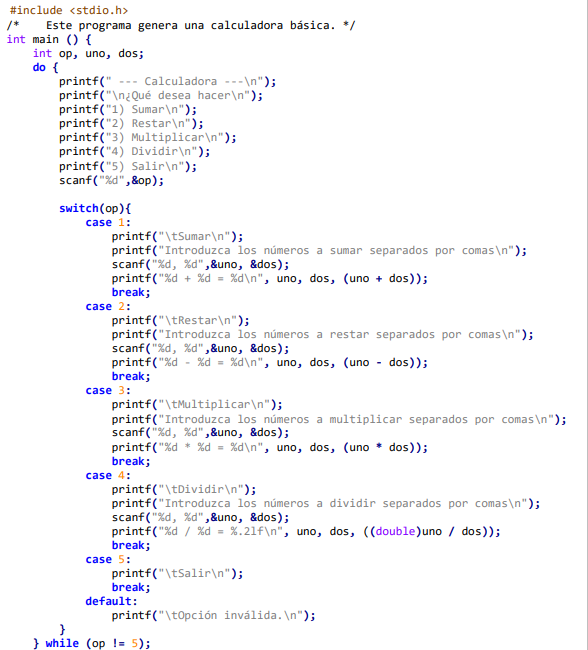 #include <stdio.h>
/*    Este programa genera una calculadora básica. */
int main () {
    int op, uno, dos;
    do {
        printf(" --- Calculadora ---\n");
        printf("\n¿Qué desea hacer\n");
        printf("1) Sumar\n");
        printf("2) Restar\n");
        printf("3) Multiplicar\n");
        printf("4) Dividir\n");
        printf("5) Salir\n");
        scanf("%d",&op);

        switch(op){
            case 1:
                printf("\tSumar\n");
                printf("Introduzca los números a sumar separados por comas\n");
                scanf("%d, %d",&uno, &dos);
                printf("%d + %d = %d\n", uno, dos, (uno + dos));
                break;
            case 2:
                printf("\tRestar\n");
                printf("Introduzca los números a restar separados por comas\n");
                scanf("%d, %d",&uno, &dos);
                printf("%d - %d = %d\n", uno, dos, (uno - dos));
                break;
            case 3:
                printf("\tMultiplicar\n");
                printf("Introduzca los números a multiplicar separados por comas\n");
                scanf("%d, %d",&uno, &dos);
                printf("%d * %d = %d\n", uno, dos, (uno * dos));
                break;
            case 4:
                printf("\tDividir\n");
                printf("Introduzca los números a dividir separados por comas\n");
                scanf("%d, %d",&uno, &dos);
                printf("%d / %d = %.2lf\n", uno, dos, ((double)uno / dos));
                break;
            case 5:
                printf("\tSalir\n");
                break;
            default:
                printf("\tOpción inválida.\n");
        }
    } while (op != 5);